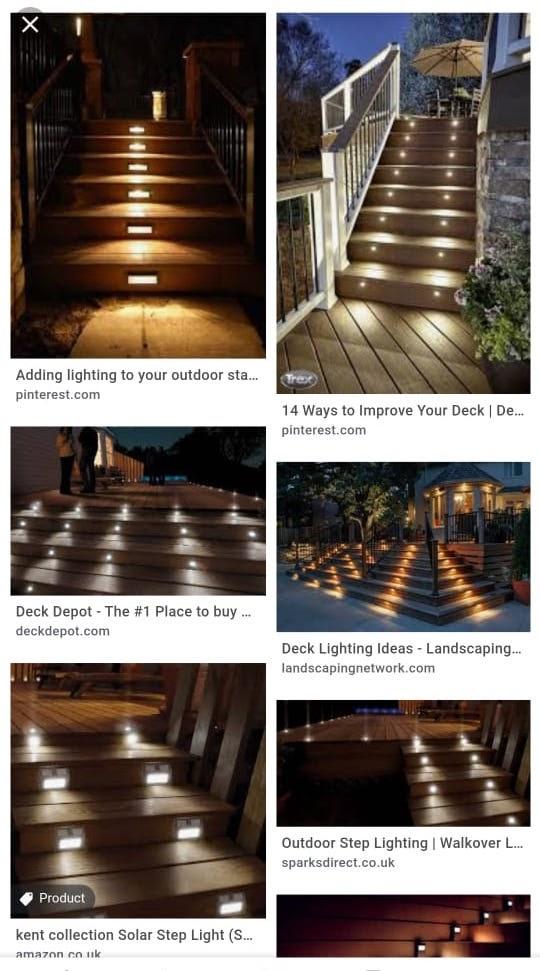 Adding lighting to your outdoor sta...
pinterest.com
Trex
14 Ways to Improve Your Deck | De...
pinterest.com
Deck Depot - The #1 Place to buy ...
deckdepot.com
Deck Lighting Ideas - Landscaping...
landscapingnetwork.com
Product
kent collection Solar Step Light (S...
amazon.co.uk
Outdoor Step Lighting | Walkover L...
sparksdirect.co.uk